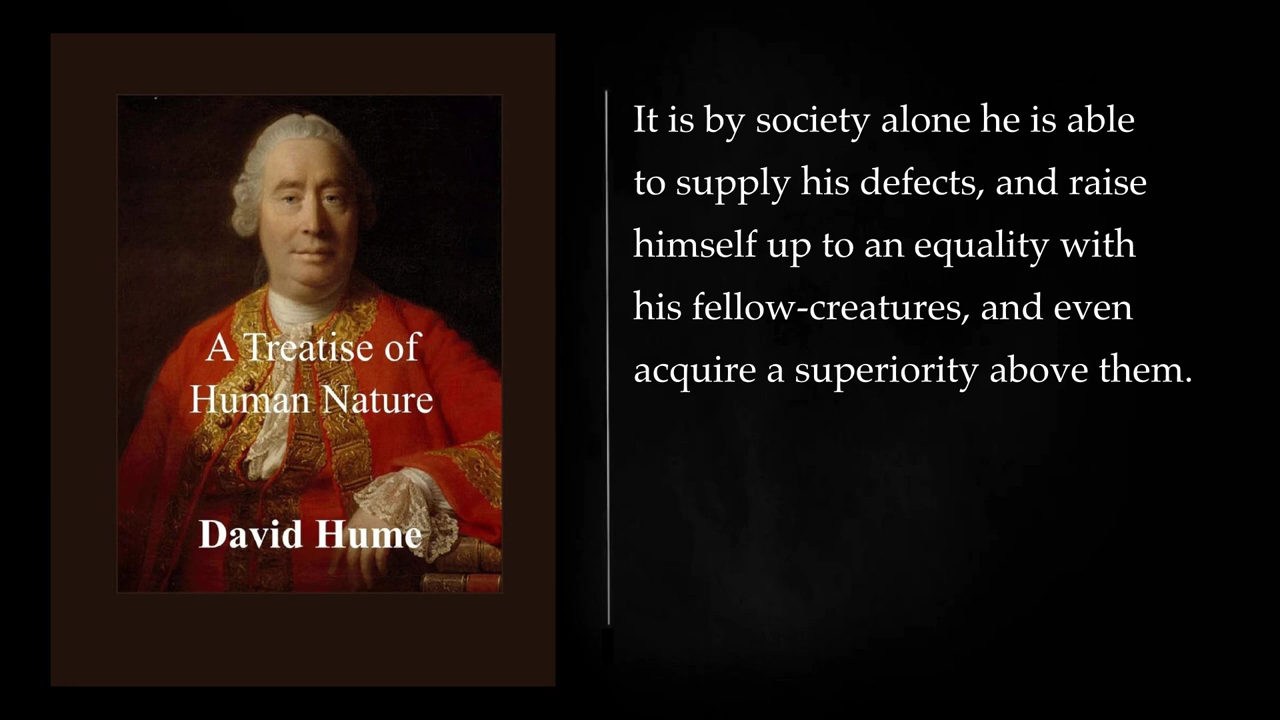 A Treatise of
Human Nature
David Hume
It is by society alone he is able
to supply his defects, and raise
himself up to an equality with
his fellow-creatures, and even
acquire a superiority above them.